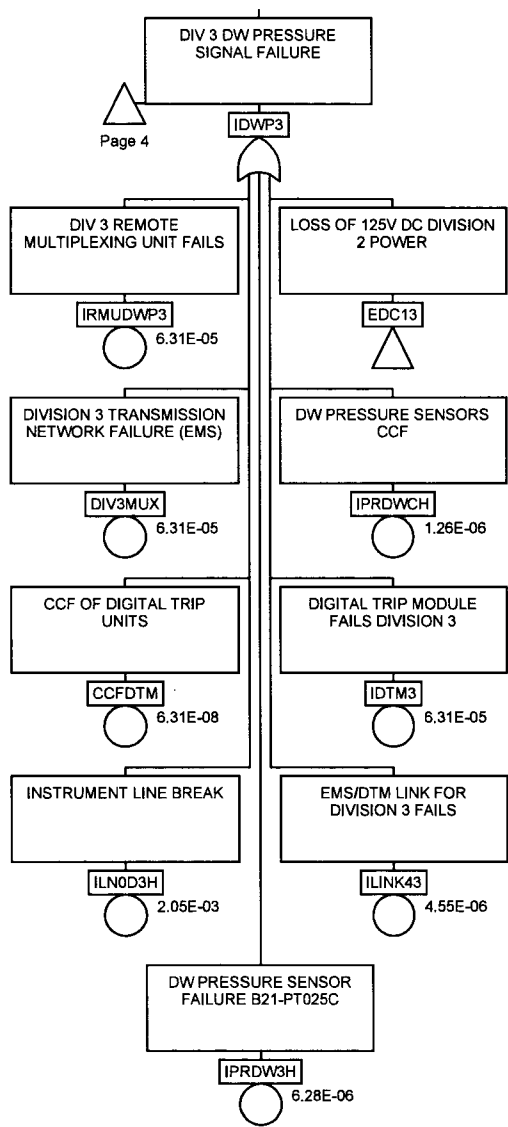 DIV 3 DW PRESSURE
SIGNAL FAILURE
Page 4
IDWP3
DIV 3 REMOTE
MULTIPLEXING UNIT FAILS
IRMUDWP3
6.31E-05
LOSS OF 125V DC DIVISION
2 POWER
EDC13
DIVISION 3 TRANSMISSION
NETWORK FAILURE (EMS)
DIV3MUX
6.31E-05
DW PRESSURE SENSORS
CCF
IPRDWCH
1.26E-06
CCF OF DIGITAL TRIP
UNITS
CCFDTM
6.31E-08
DIGITAL TRIP MODULE
FAILS DIVISION 3
IDTM3
6.31E-05
INSTRUMENT LINE BREAK
ILN0D3H
2.05E-03
EMS/DTM LINK FOR
DIVISION 3 FAILS
ILINK43
4.55E-06
DW PRESSURE SENSOR
FAILURE B21-PT025C
IPRDW3H
6.28E-06